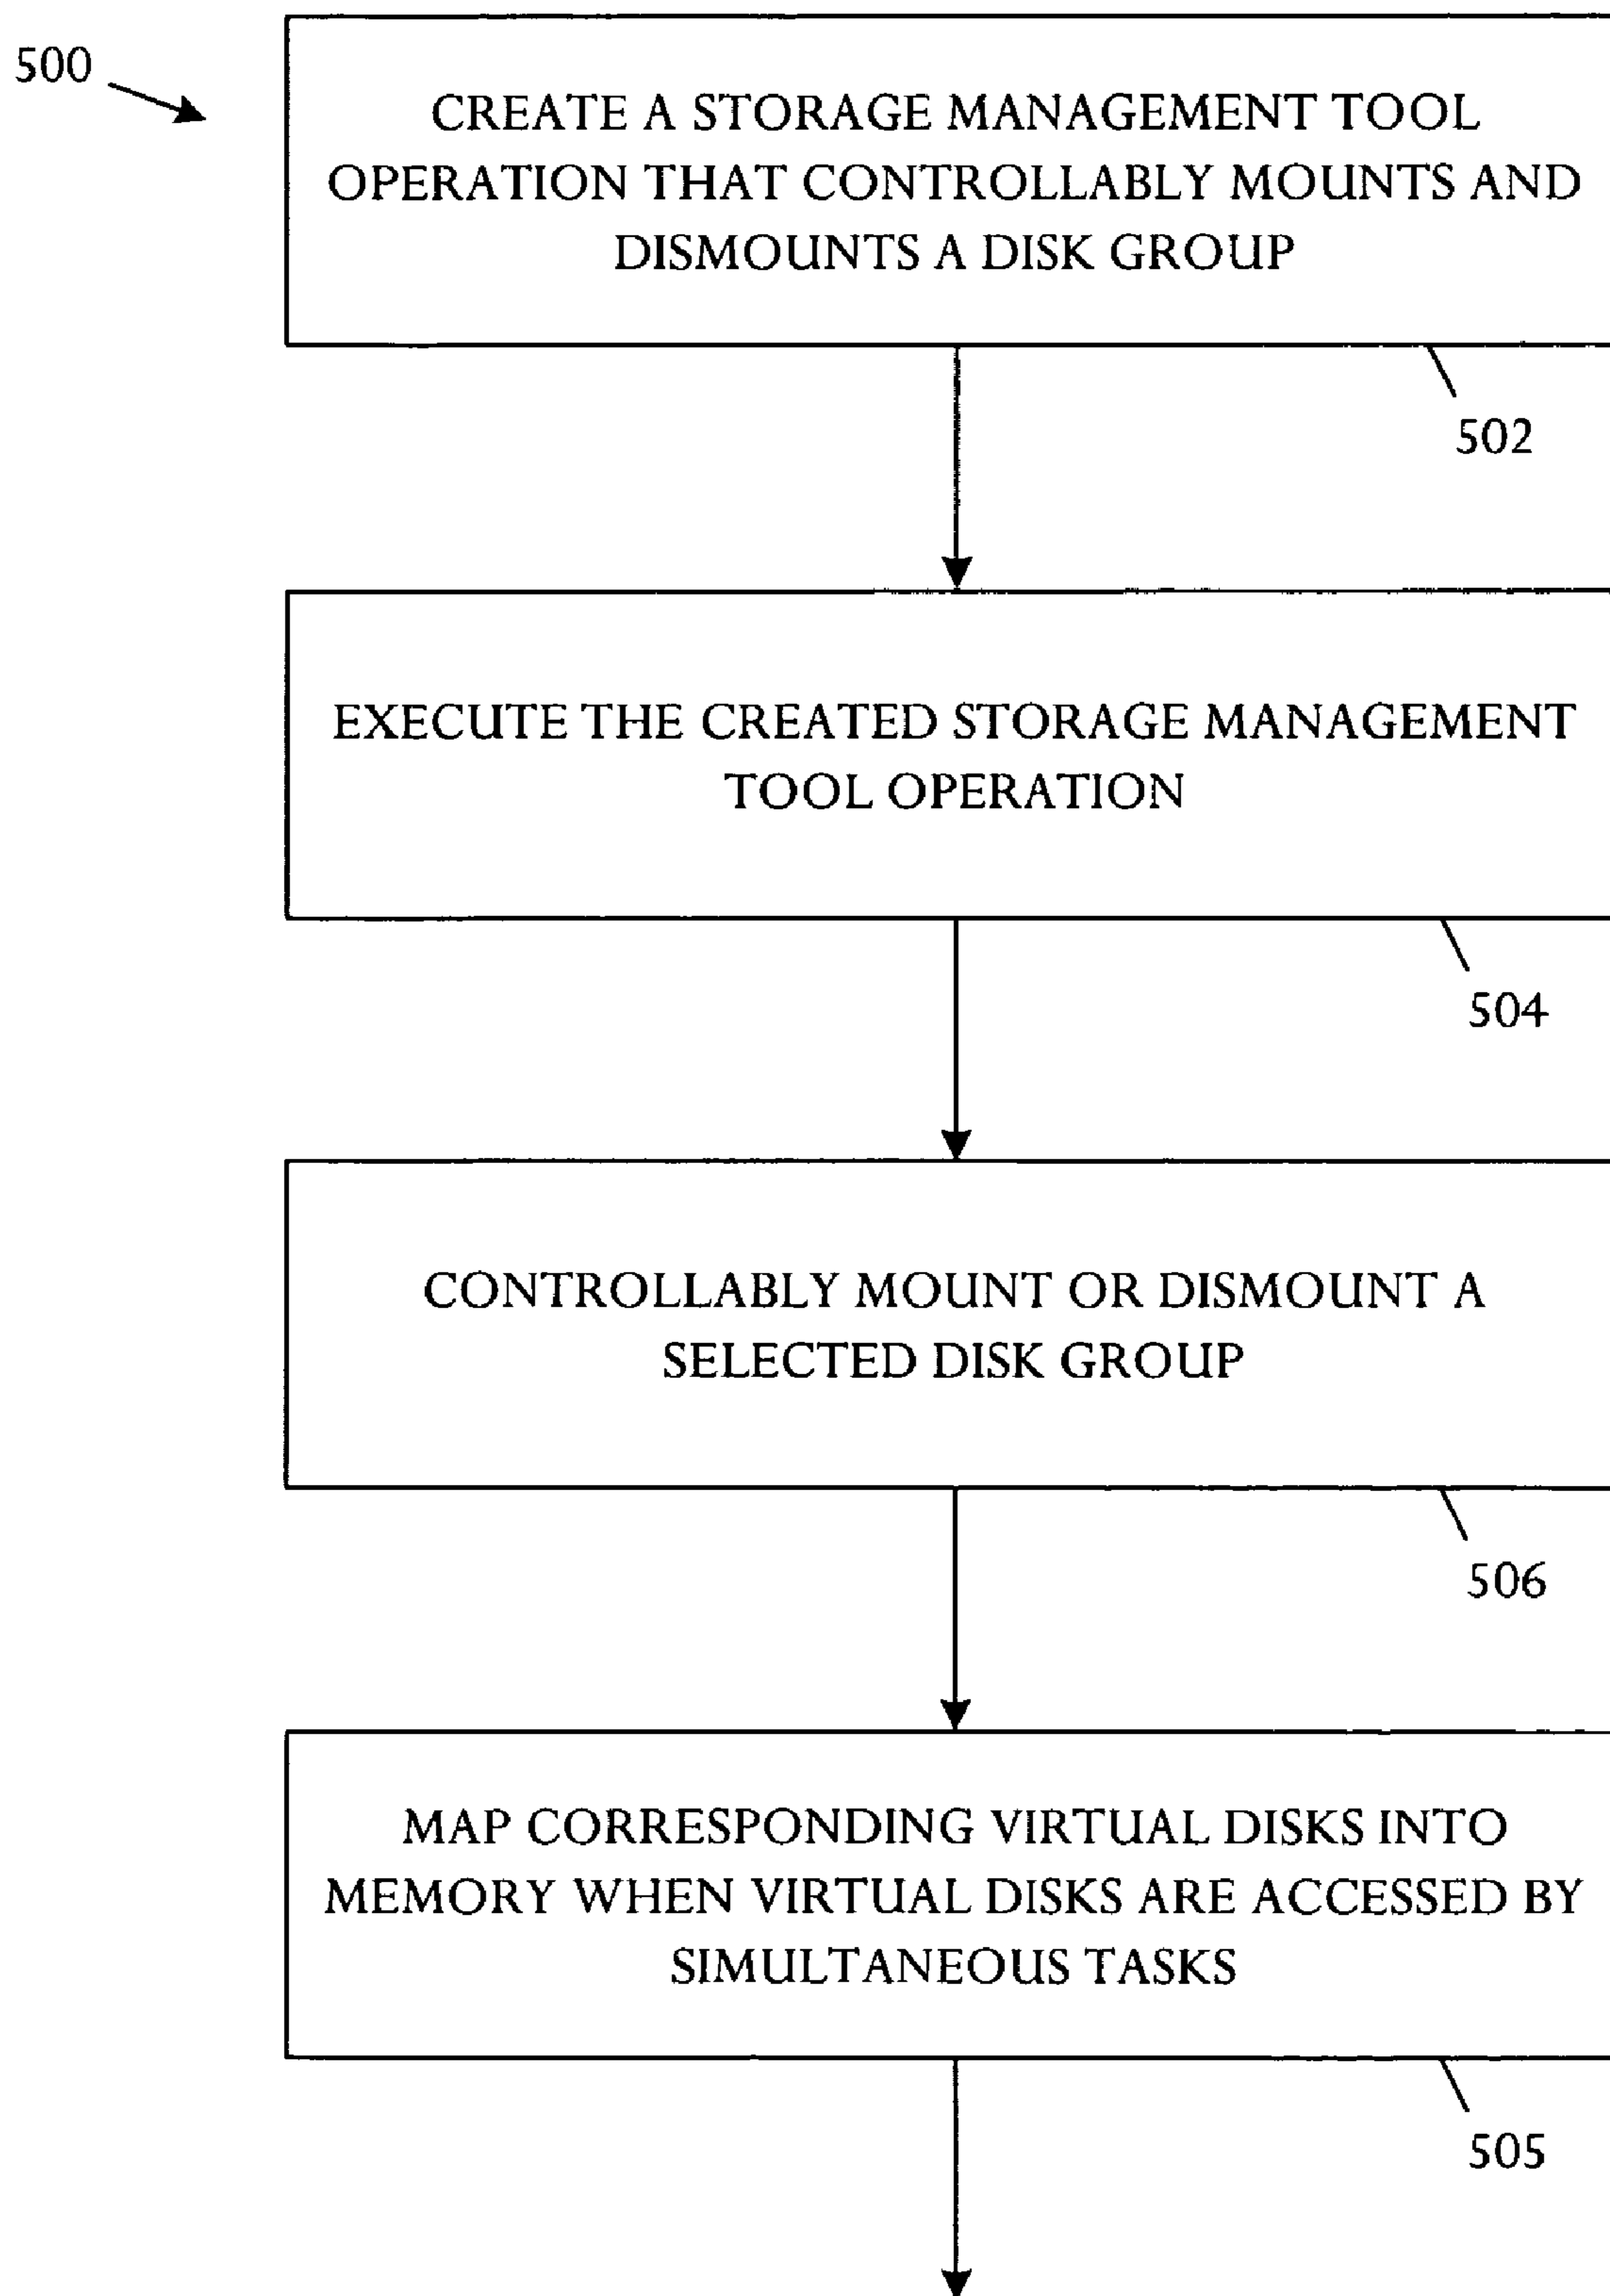 500
CREATE A STORAGE MANAGEMENT TOOL
OPERATION THAT CONTROLLABLY MOUNTS AND
DISMOUNTS A DISK GROUP
502
EXECUTE THE CREATED STORAGE MANAGEMENT
TOOL OPERATION
504
CONTROLLABLY MOUNT OR DISMOUNT A
SELECTED DISK GROUP
506
MAP CORRESPONDING VIRTUAL DISKS INTO
MEMORY WHEN VIRTUAL DISKS ARE ACCESSED BY
SIMULTANEOUS TASKS
505